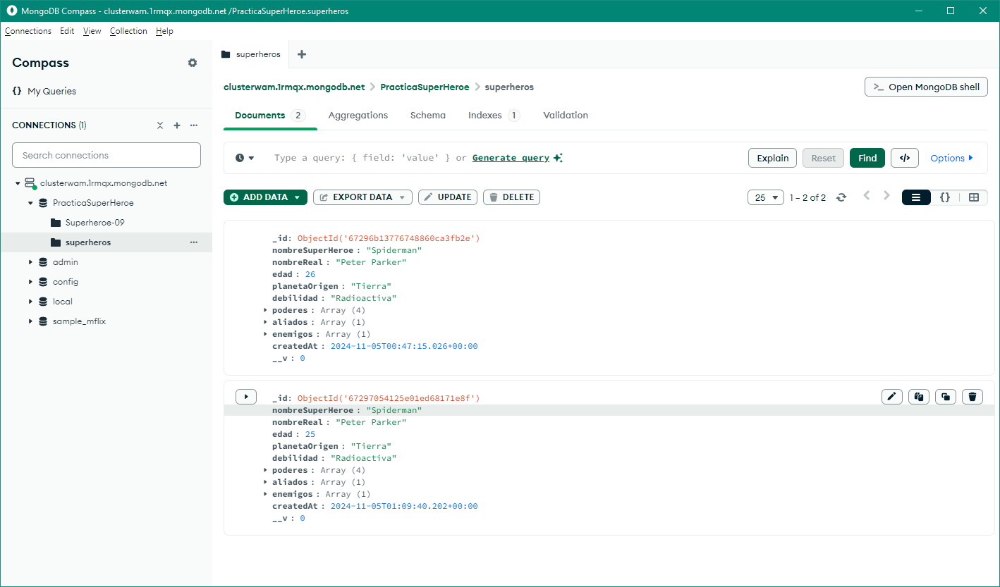 MongoDB Compass - clusterwam.1rmqx.mongodb.net /PracticaSuperHeroe.superheros
Connections Edit View Collection Help
Compass
{} My Queries
CONNECTIONS (1)
Search connections
clusterwam.1rmqx.mongodb.net
PracticaSuperHeroe
Superheroe-09
superheros
admin
config
local
sample_mflix
superheros
clusterwam.1rmqx.mongodb.net > PracticaSuperHeroe > superheros
>_ Open MongoDB shell
Documents 2 Aggregations Schema Indexes 1 Validation
Type a query: { field: 'value' } or Generate query
Explain Reset Find </> Options
ADD DATA EXPORT DATA UPDATE DELETE
25 1 – 2 of 2 {}
_id: ObjectId('67296b13776748860ca3fb2e')
nombreSuperHeroe : "Spiderman"
nombreReal : "Peter Parker"
edad : 26
planetaOrigen : "Tierra"
debilidad : "Radioactiva"
poderes : Array (4)
aliados : Array (1)
enemigos : Array (1)
createdAt : 2024-11-05T00:47:15.026+00:00
__v : 0
_id: ObjectId('67297054125e01ed68171e8f')
nombreSuperHeroe : "Spiderman"
nombreReal : "Peter Parker"
edad : 25
planetaOrigen : "Tierra"
debilidad : "Radioactiva"
poderes : Array (4)
aliados : Array (1)
enemigos : Array (1)
createdAt : 2024-11-05T01:09:40.202+00:00
__v : 0